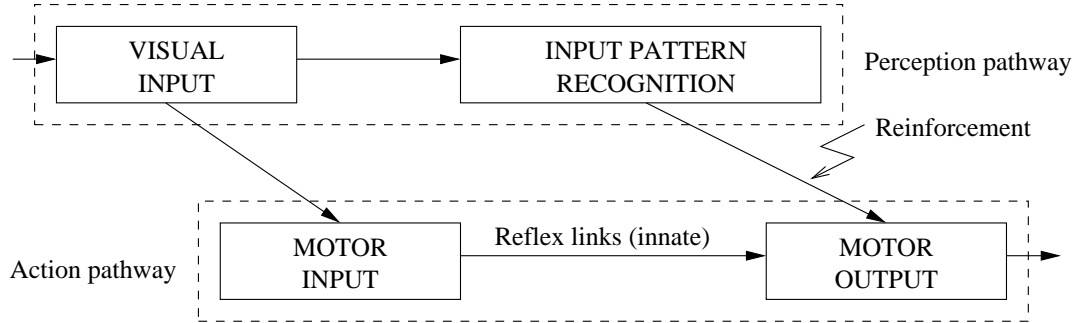 VISUAL
INPUT
INPUT PATTERN
RECOGNITION
Perception pathway
Reinforcement
Action pathway
MOTOR
INPUT
Reflex links (innate)
MOTOR
OUTPUT